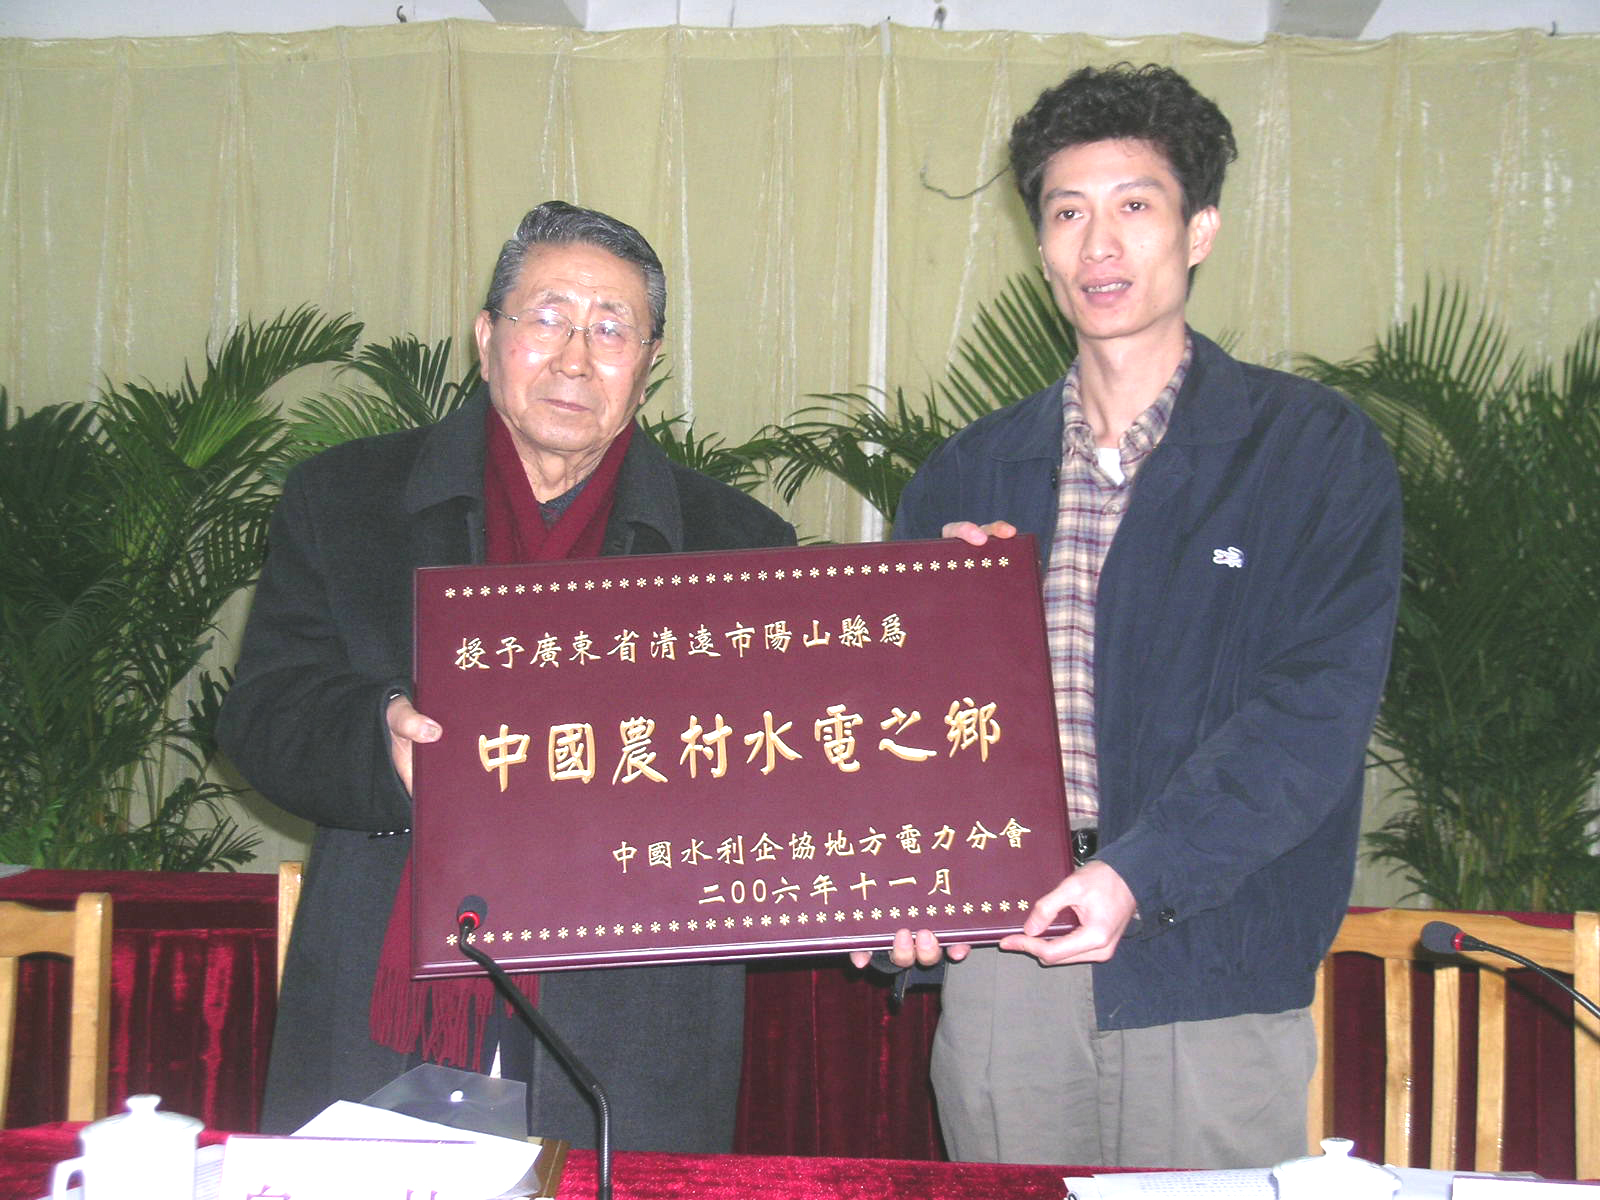 授予廣東省清遠市陽山縣爲
中國農村水電之鄉
中國水利企協地方電力分會
二00六年十一月